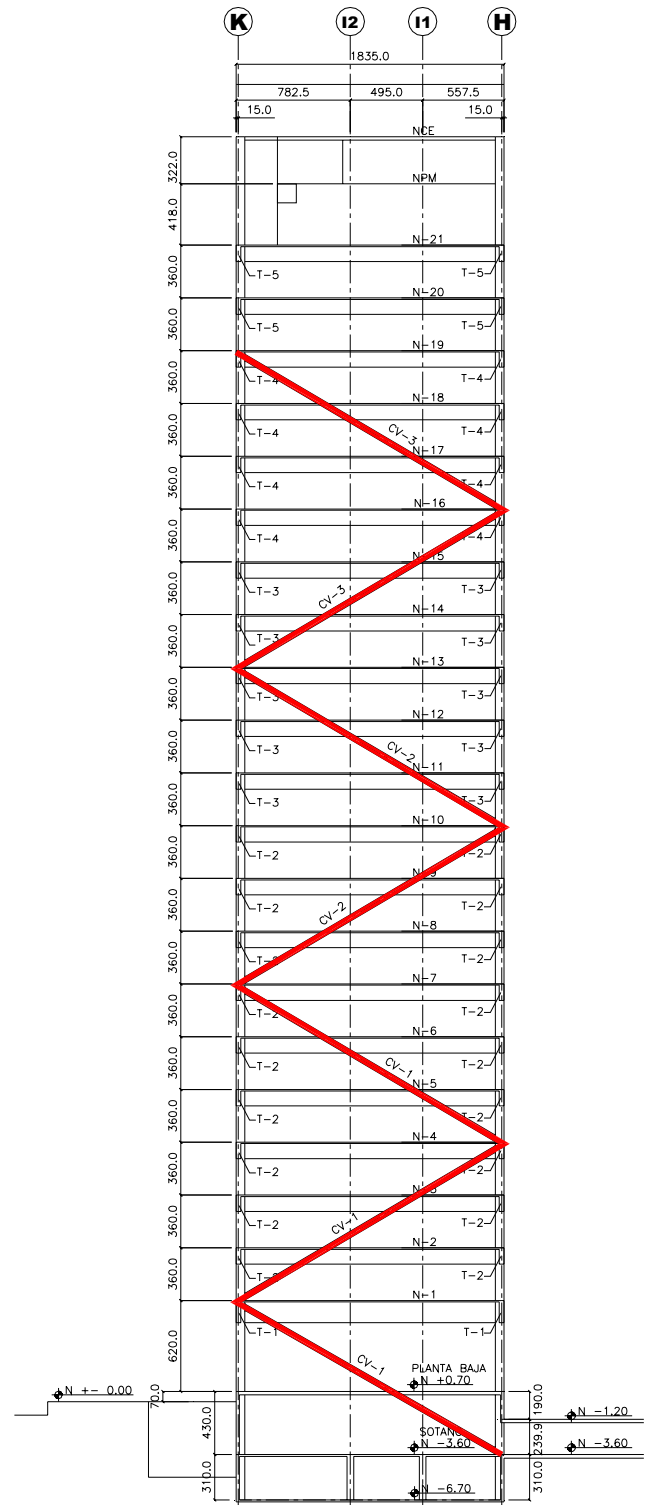 K I2 I1 H
1835.0
782.5 495.0 557.5
15.0 15.0
NCE
322.0
NPM
418.0
N-21
360.0
T-5 T-5
N-20
360.0
T-5 T-5
N-19
360.0
T-4 T-4
N-18
360.0
T-4 T-4
CV-3
N-17
360.0
T-4 T-4
N-16
360.0
T-4 T-4
N-15
360.0
T-3 T-3
CV-3
N-14
360.0
T-3 T-3
N-13
360.0
T-3 T-3
N-12
360.0
T-3 T-3
CV-2
N-11
360.0
T-3 T-3
N-10
360.0
T-2 T-2
N-9
360.0
T-2 T-2
CV-2
N-8
360.0
T-2 T-2
N-7
360.0
T-2 T-2
N-6
360.0
T-2 T-2
CV-1
N-5
360.0
T-2 T-2
N-4
360.0
T-2 T-2
N-3
360.0
T-2 T-2
CV-1
N-2
360.0
T-2 T-2
N-1
620.0
T-1 T-1
CV-1
PLANTA BAJA
N +0.70
N +- 0.00
70.0
190.0
N -1.20
430.0
SOTANO
N -3.60
239.9
N -3.60
310.0
N -6.70
310.0